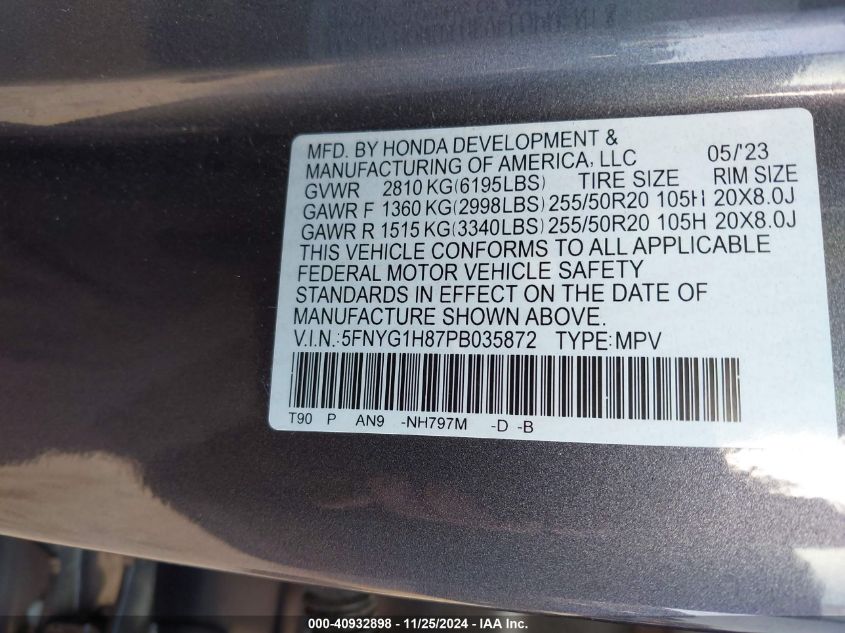 MFD. BY HONDA DEVELOPMENT &
MANUFACTURING OF AMERICA, LLC 05/'23
GVWR 2810 KG(6195LBS) TIRE SIZE RIM SIZE
GAWR F 1360 KG(2998LBS) 255/50R20 105H 20X8.0J
GAWR R 1515 KG(3340LBS) 255/50R20 105H 20X8.0J
THIS VEHICLE CONFORMS TO ALL APPLICABLE
FEDERAL MOTOR VEHICLE SAFETY
STANDARDS IN EFFECT ON THE DATE OF
MANUFACTURE SHOWN ABOVE.
V.I.N.:5FNYG1H87PB035872 TYPE:MPV
T90 P AN9 -NH797M -D -B
000-40932898 - 11/25/2024 - IAA Inc.